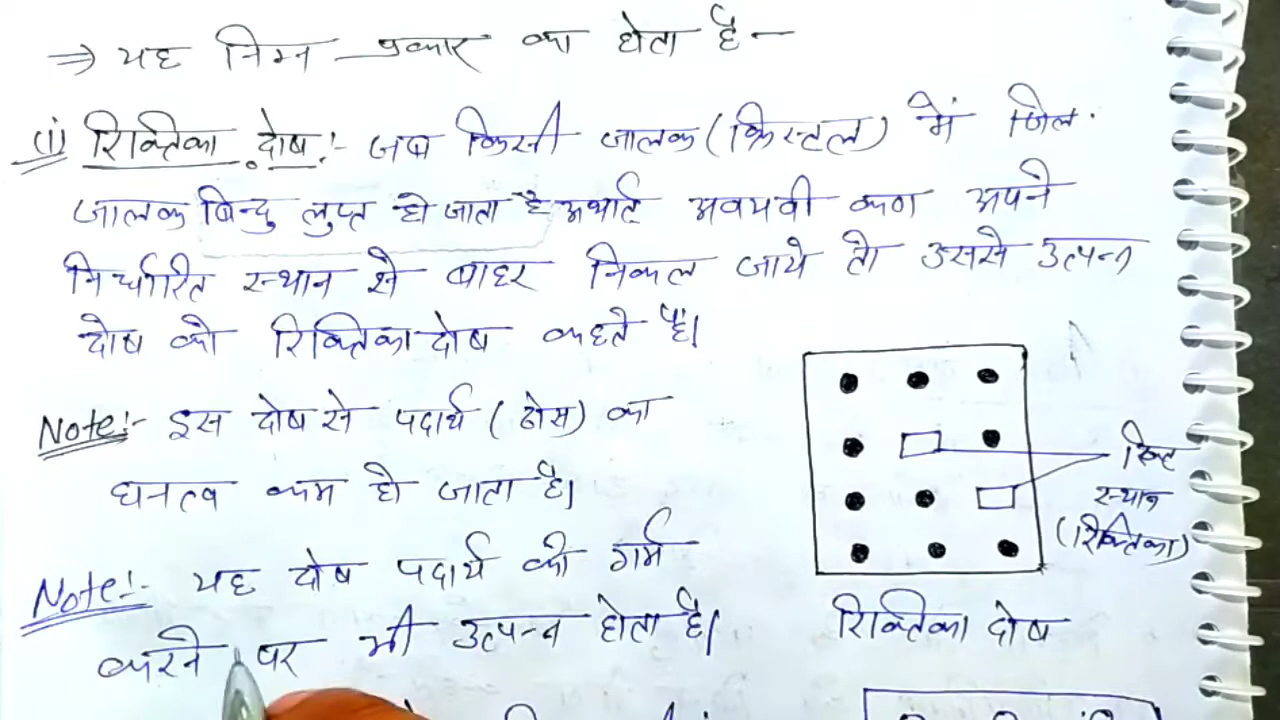 ⇒ यह निम्न प्रकार का होता है –
(i) रिक्तिका दोष :- जब किसी जालक (क्रिस्टल) में
जालक बिन्दु लुप्त हो जाता है अर्थात् अवयवी कण अपने
निर्धारित स्थान से बाहर निकल जाये तो उससे उत्पन्न
दोष को रिक्तिका दोष कहते हैं।
Note:- इस दोष से पदार्थ (ठोस) का
घनत्व कम हो जाता है।
Note:- यह दोष पदार्थ को गर्म
करने पर भी उत्पन्न होता है।
रिक्त
स्थान
(रिक्तिका)
रिक्तिका दोष